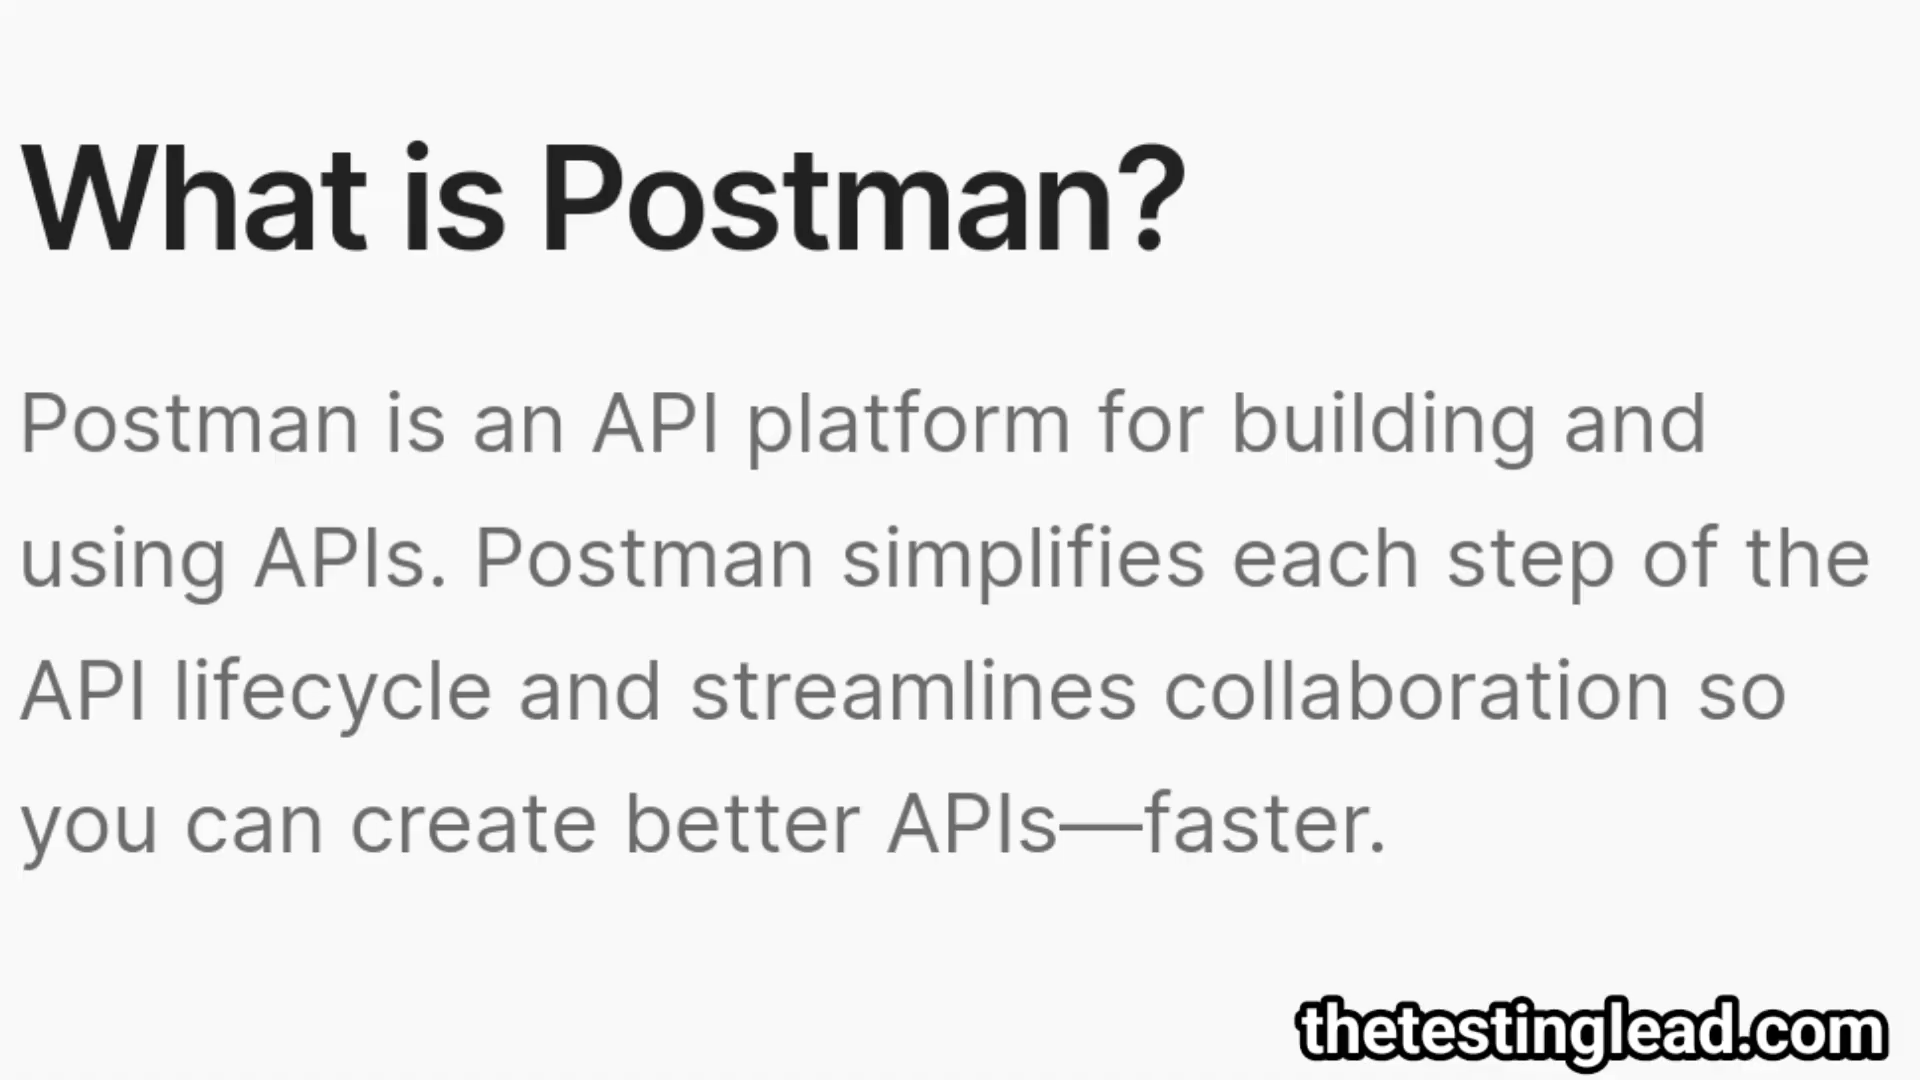 What is Postman?
Postman is an API platform for building and
using APIs. Postman simplifies each step of the
API lifecycle and streamlines collaboration so
you can create better APIs—faster.
thetestinglead.com